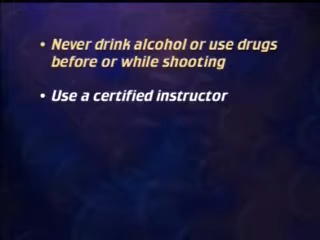 • Never drink alcohol or use drugs
before or while shooting
• Use a certified instructor